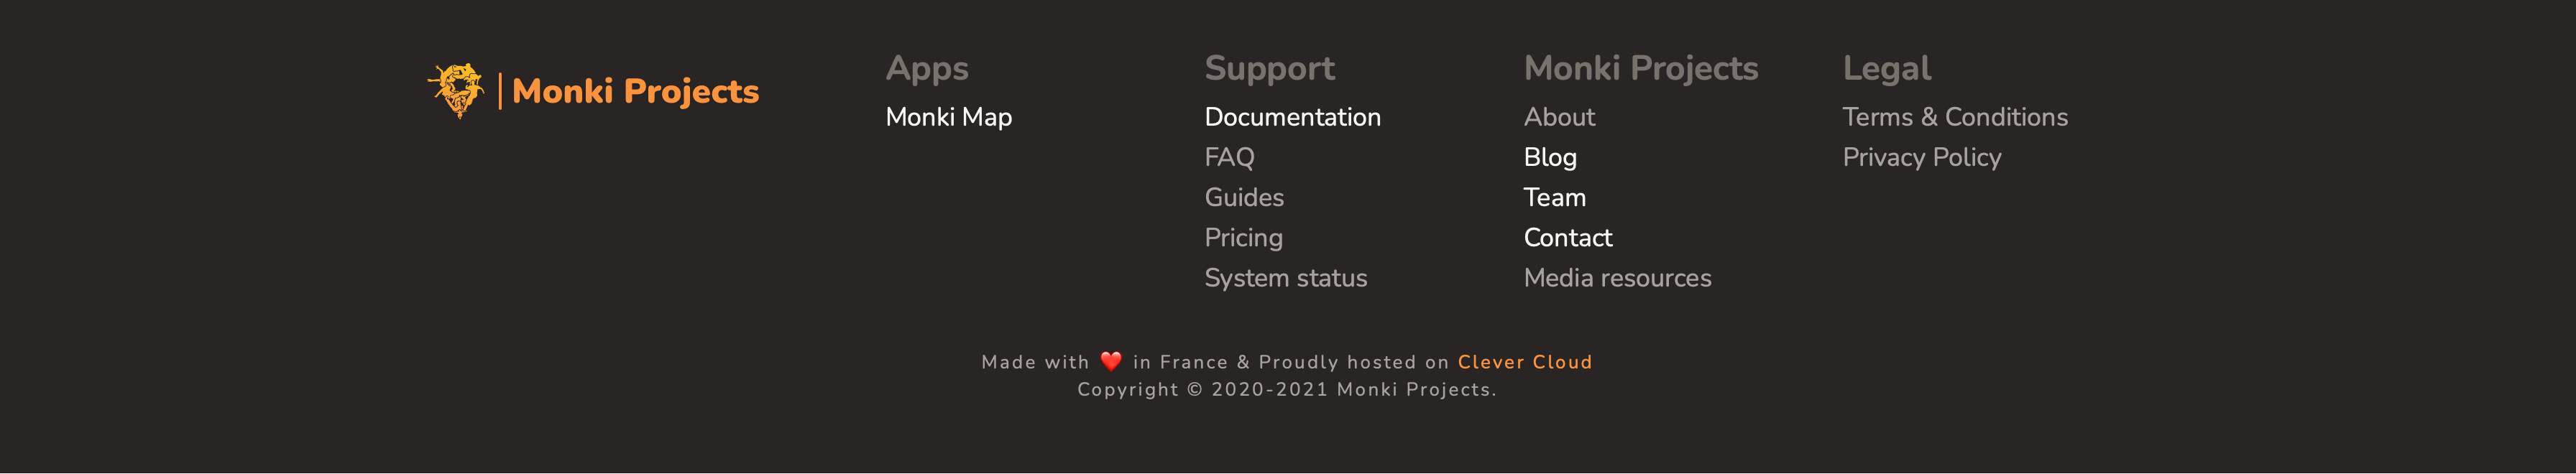 Monki Projects
Apps
Monki Map
Support
Documentation
FAQ
Guides
Pricing
System status
Monki Projects
About
Blog
Team
Contact
Media resources
Legal
Terms & Conditions
Privacy Policy
Made with ❤️ in France & Proudly hosted on Clever Cloud
Copyright © 2020-2021 Monki Projects.